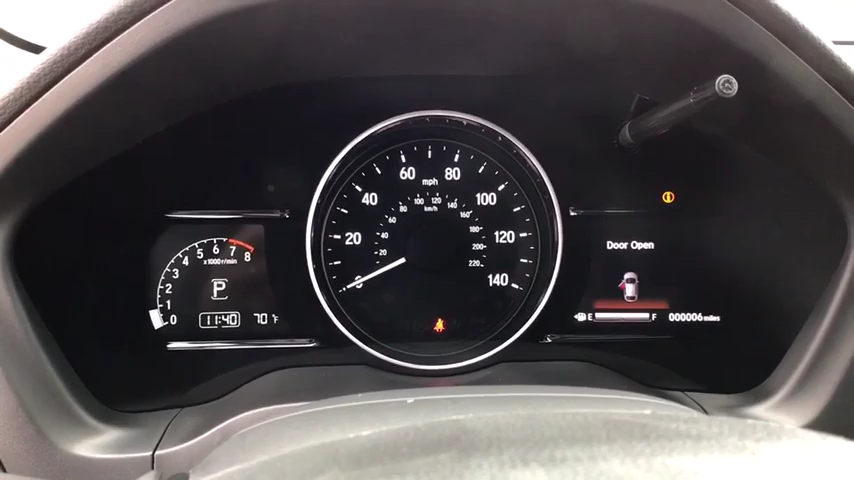 4 5 6 7 8
x1000 r/min
3
2
1
0
P
11:40 70°F
60 80
mph
40 100
20 120
0 140
100 120 140
80 km/h 160
60 180
40 200
20 220
Door Open
E F 000006 miles